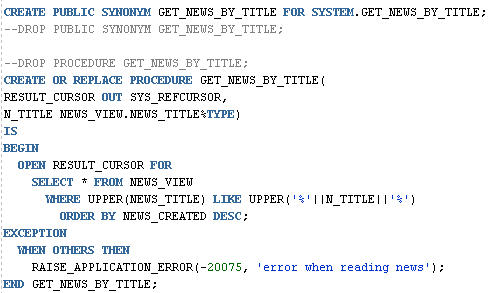 CREATE PUBLIC SYNONYM GET_NEWS_BY_TITLE FOR SYSTEM.GET_NEWS_BY_TITLE;
--DROP PUBLIC SYNONYM GET_NEWS_BY_TITLE;
--DROP PROCEDURE GET_NEWS_BY_TITLE;
CREATE OR REPLACE PROCEDURE GET_NEWS_BY_TITLE(
RESULT_CURSOR OUT SYS_REFCURSOR,
N_TITLE NEWS_VIEW.NEWS_TITLE%TYPE)
IS
BEGIN
OPEN RESULT_CURSOR FOR
SELECT * FROM NEWS_VIEW
WHERE UPPER(NEWS_TITLE) LIKE UPPER('%'||N_TITLE||'%')
ORDER BY NEWS_CREATED DESC;
EXCEPTION
WHEN OTHERS THEN
RAISE_APPLICATION_ERROR(-20075, 'error when reading news');
END GET_NEWS_BY_TITLE;